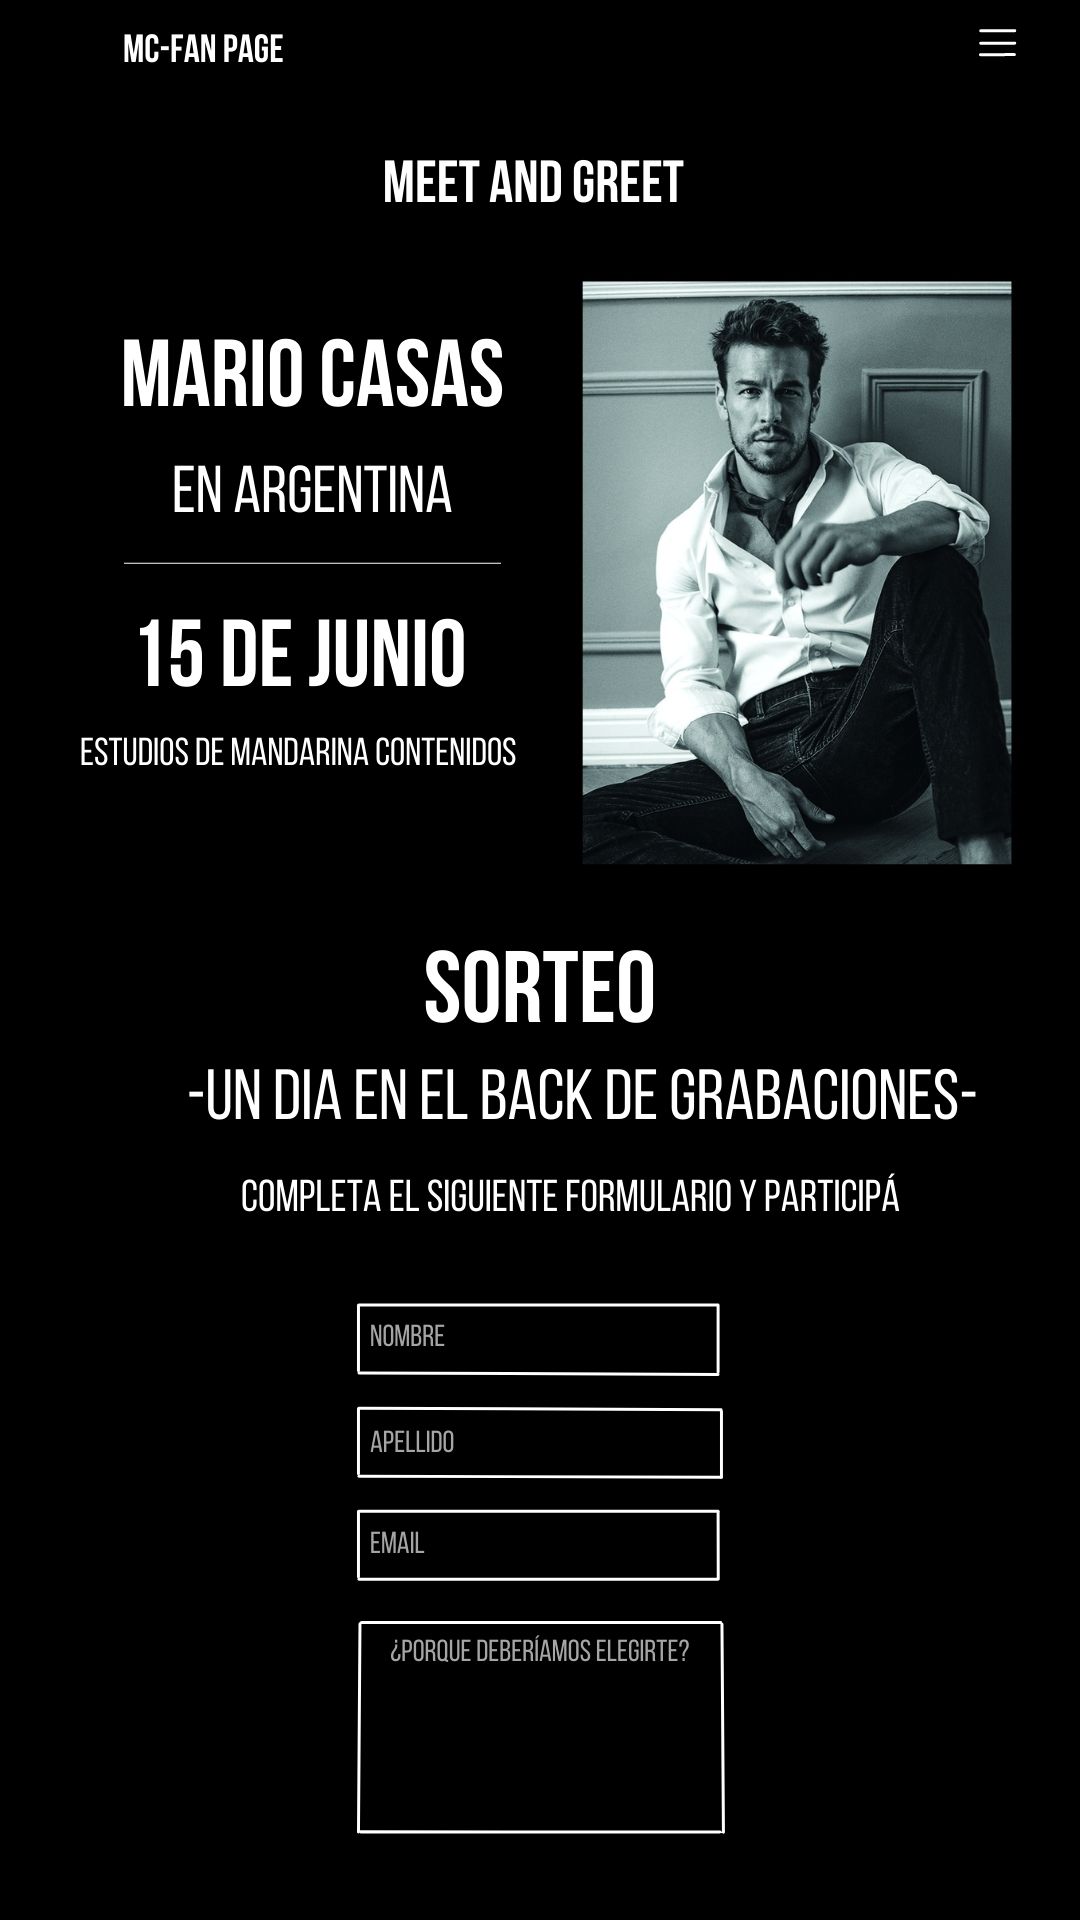 MC-FAN PAGE
MEET AND GREET
MARIO CASAS
EN ARGENTINA
15 DE JUNIO
ESTUDIOS DE MANDARINA CONTENIDOS
SORTEO
-UN DIA EN EL BACK DE GRABACIONES-
COMPLETA EL SIGUIENTE FORMULARIO Y PARTICIPÁ
NOMBRE
APELLIDO
EMAIL
¿PORQUE DEBERÍAMOS ELEGIRTE?